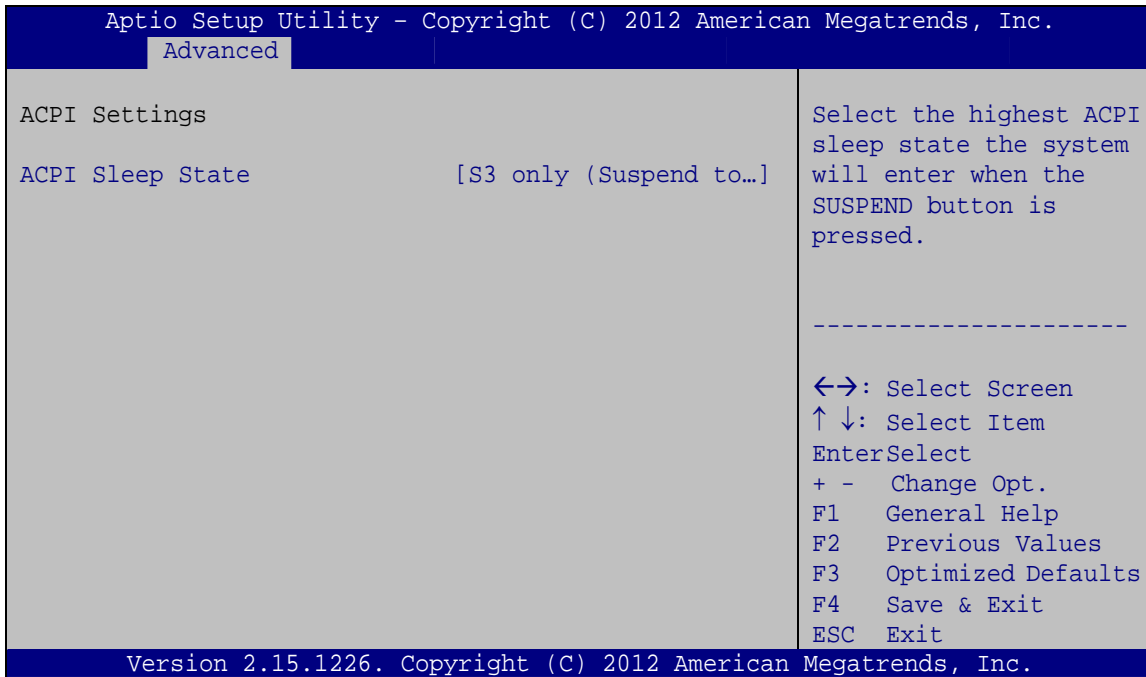 Aptio Setup Utility – Copyright (C) 2012 American Megatrends, Inc.
Advanced
ACPI Settings
ACPI Sleep State [S3 only (Suspend to…]
Select the highest ACPI
sleep state the system
will enter when the
SUSPEND button is
pressed.
----------------------
←→: Select Screen
↑ ↓: Select Item
EnterSelect
+ - Change Opt.
F1 General Help
F2 Previous Values
F3 Optimized Defaults
F4 Save & Exit
ESC Exit
Version 2.15.1226. Copyright (C) 2012 American Megatrends, Inc.